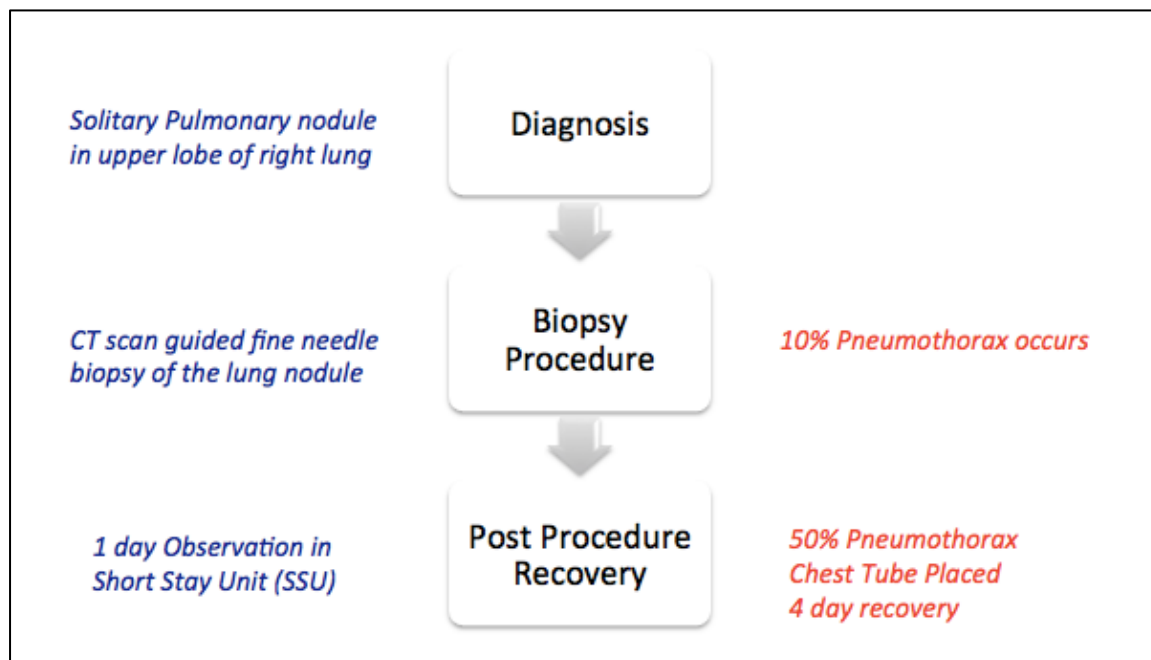 Solitary Pulmonary nodule
in upper lobe of right lung
Diagnosis
CT scan guided fine needle
biopsy of the lung nodule
Biopsy
Procedure
10% Pneumothorax occurs
1 day Observation in
Short Stay Unit (SSU)
Post Procedure
Recovery
50% Pneumothorax
Chest Tube Placed
4 day recovery